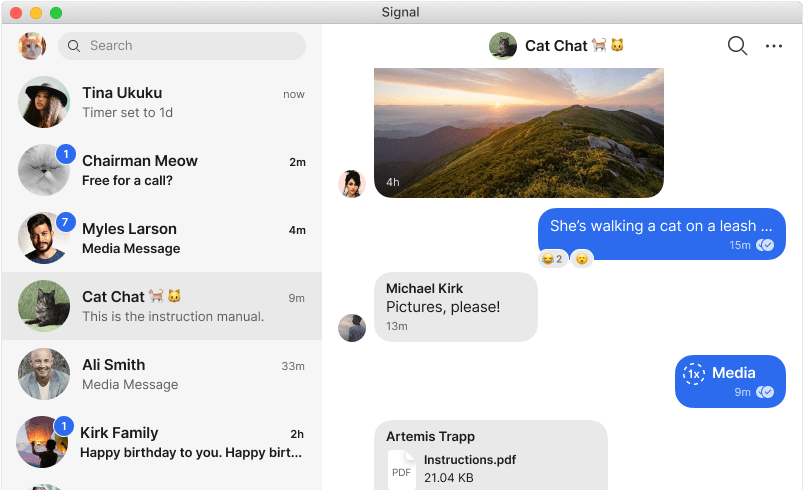 Signal
Search
Tina Ukuku
now
Timer set to 1d
1
Chairman Meow
2m
Free for a call?
7
Myles Larson
4m
Media Message
Cat Chat 🐈😺
9m
This is the instruction manual.
Ali Smith
33m
Media Message
1
Kirk Family
2h
Happy birthday to you. Happy birt...
Cat Chat 🐈🐱
4h
She’s walking a cat on a leash ...
15m
2
Michael Kirk
Pictures, please!
13m
1x Media
9m
Artemis Trapp
PDF
Instructions.pdf
21.04 KB